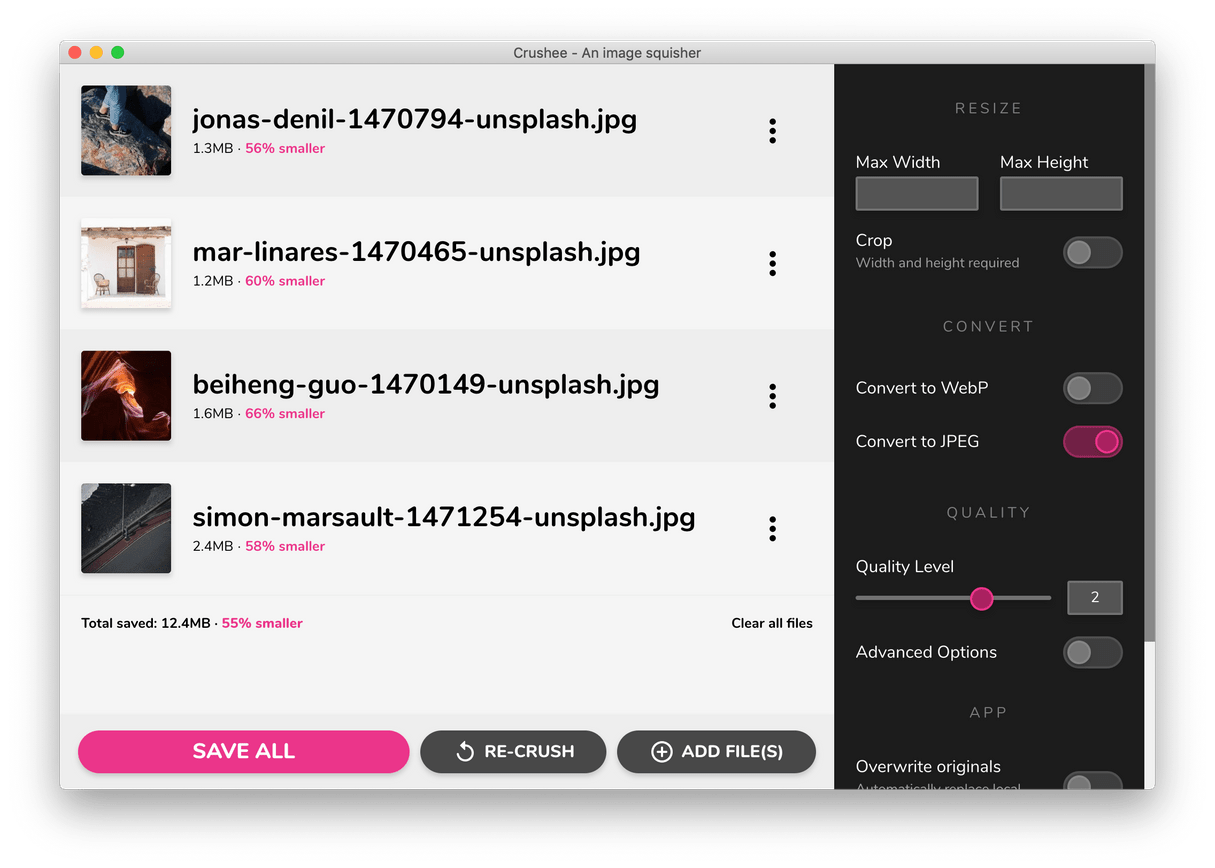 Crushee - An image squisher
jonas-denil-1470794-unsplash.jpg
1.3MB · 56% smaller
mar-linares-1470465-unsplash.jpg
1.2MB · 60% smaller
beiheng-guo-1470149-unsplash.jpg
1.6MB · 66% smaller
simon-marsault-1471254-unsplash.jpg
2.4MB · 58% smaller
Total saved: 12.4MB · 55% smaller
Clear all files
SAVE ALL
RE-CRUSH
ADD FILE(S)
RESIZE
Max Width
Max Height
Crop
Width and height required
CONVERT
Convert to WebP
Convert to JPEG
QUALITY
Quality Level
2
Advanced Options
APP
Overwrite originals
Automatically replace local